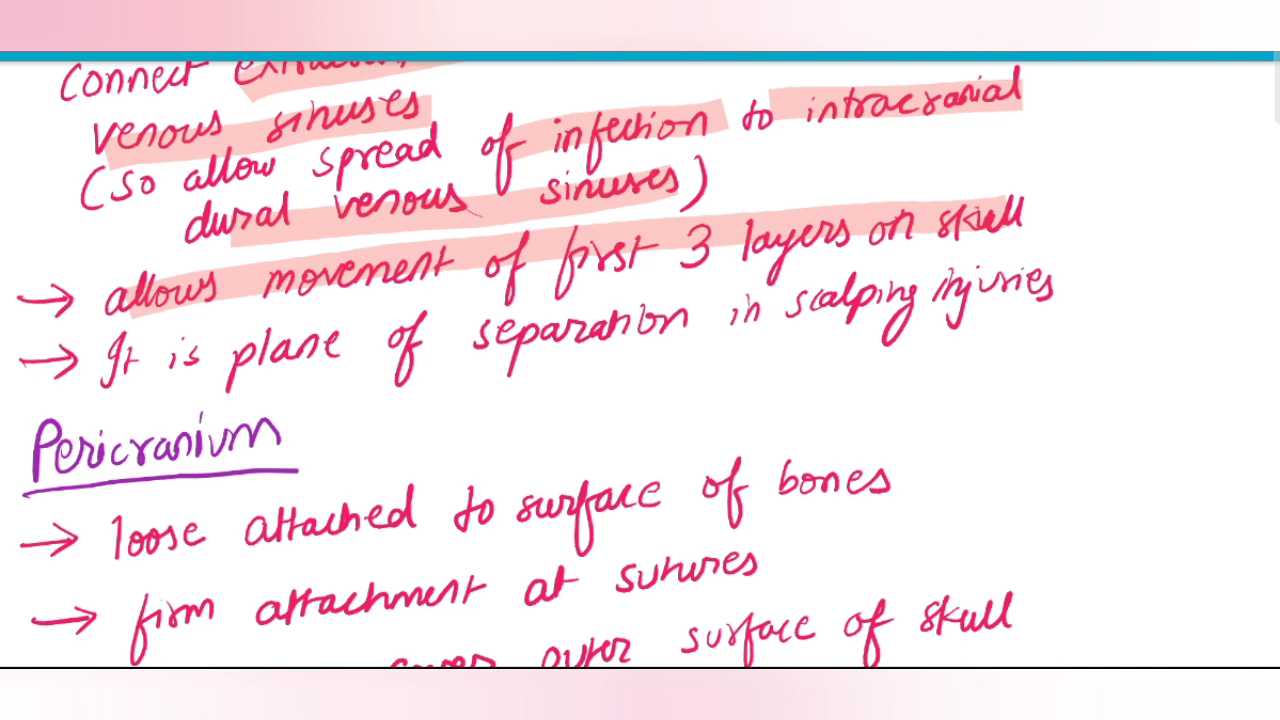 connect
venous sinuses
(so allow spread of infection to intracranial
dural venous sinuses)
→ allows movement of first 3 layers on skull
→ It is plane of separation in scalping injuries
Pericranium
→ loose attached to surface of bones
→ firm attachment at sutures
outer surface of skull